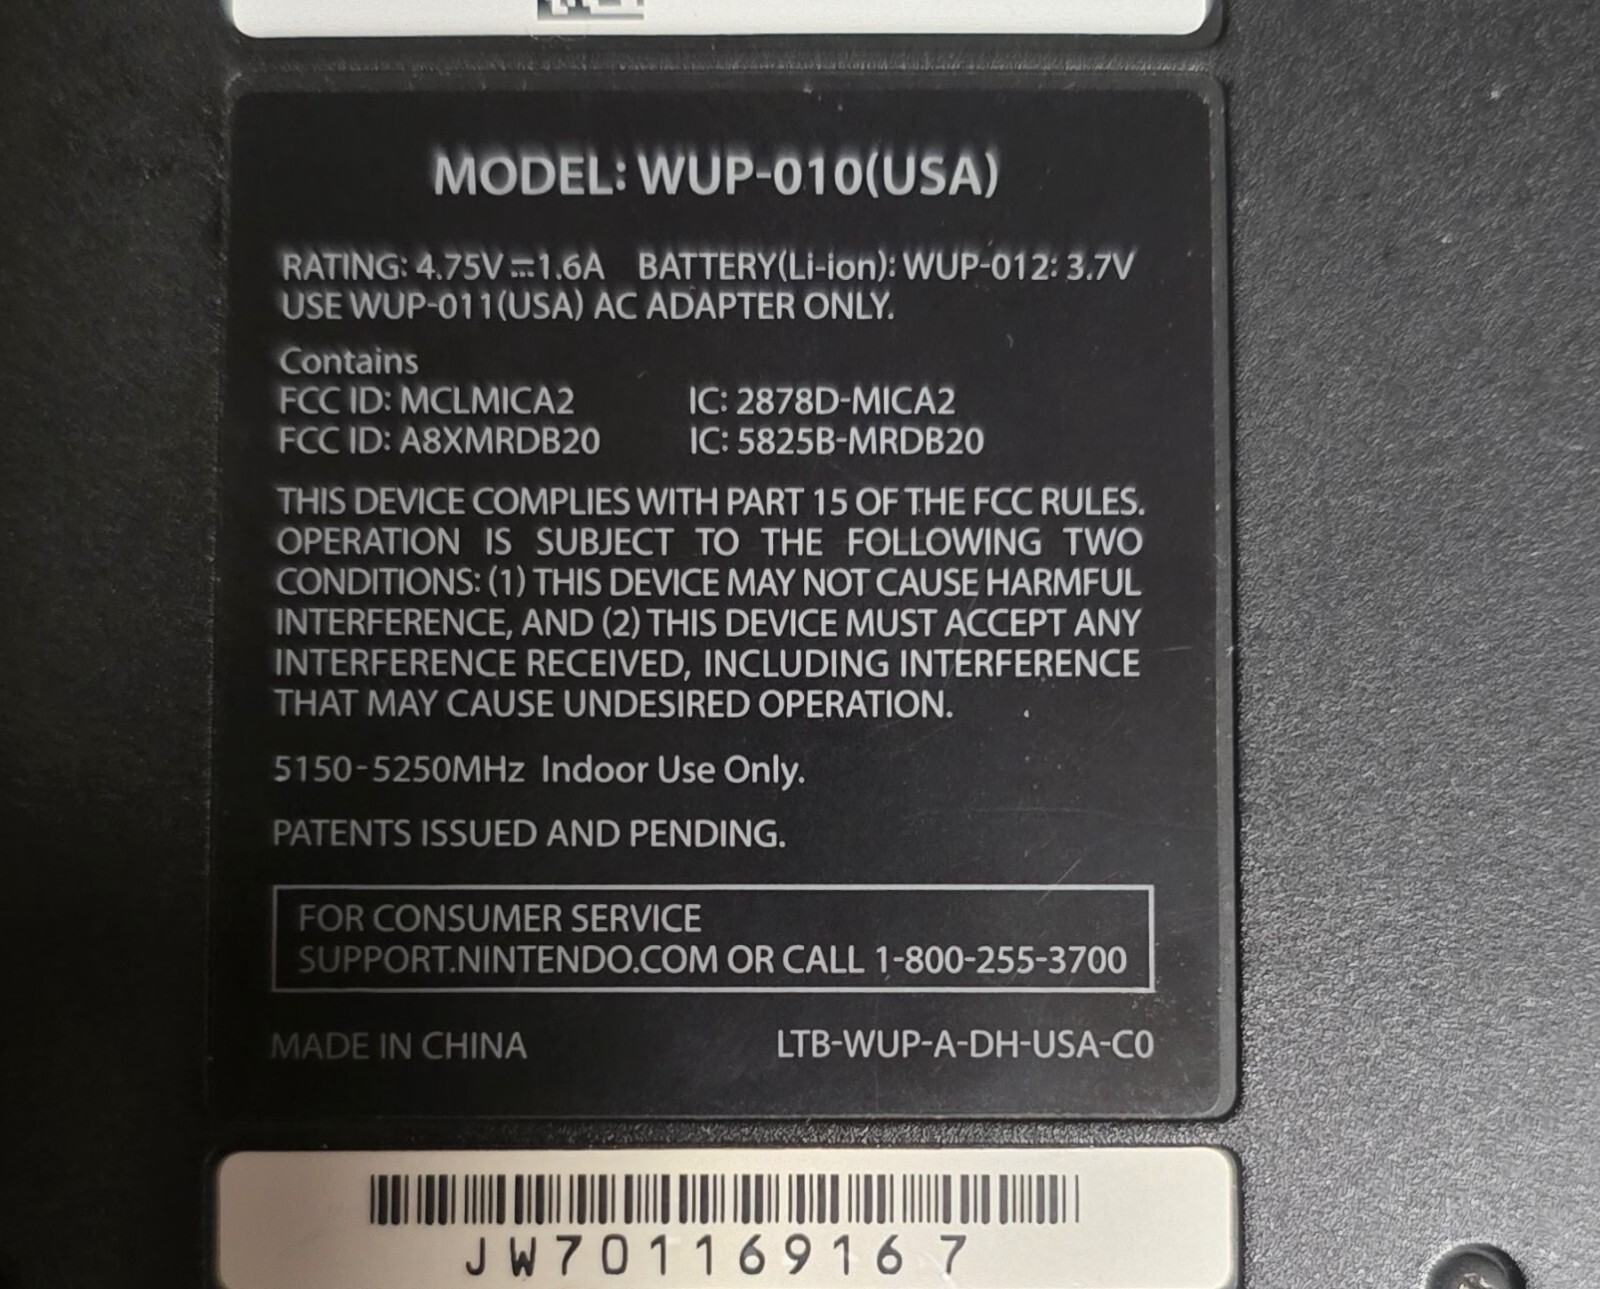 MODEL: WUP-010(USA)
RATING: 4.75V⎓1.6A BATTERY(Li-ion): WUP-012: 3.7V
USE WUP-011(USA) AC ADAPTER ONLY.
Contains
FCC ID: MCLMICA2 IC: 2878D-MICA2
FCC ID: A8XMRDB20 IC: 5825B-MRDB20
THIS DEVICE COMPLIES WITH PART 15 OF THE FCC RULES.
OPERATION IS SUBJECT TO THE FOLLOWING TWO
CONDITIONS: (1) THIS DEVICE MAY NOT CAUSE HARMFUL
INTERFERENCE, AND (2) THIS DEVICE MUST ACCEPT ANY
INTERFERENCE RECEIVED, INCLUDING INTERFERENCE
THAT MAY CAUSE UNDESIRED OPERATION.
5150-5250MHz Indoor Use Only.
PATENTS ISSUED AND PENDING.
FOR CONSUMER SERVICE
SUPPORT.NINTENDO.COM OR CALL 1-800-255-3700
MADE IN CHINA LTB-WUP-A-DH-USA-C0
JW701169167